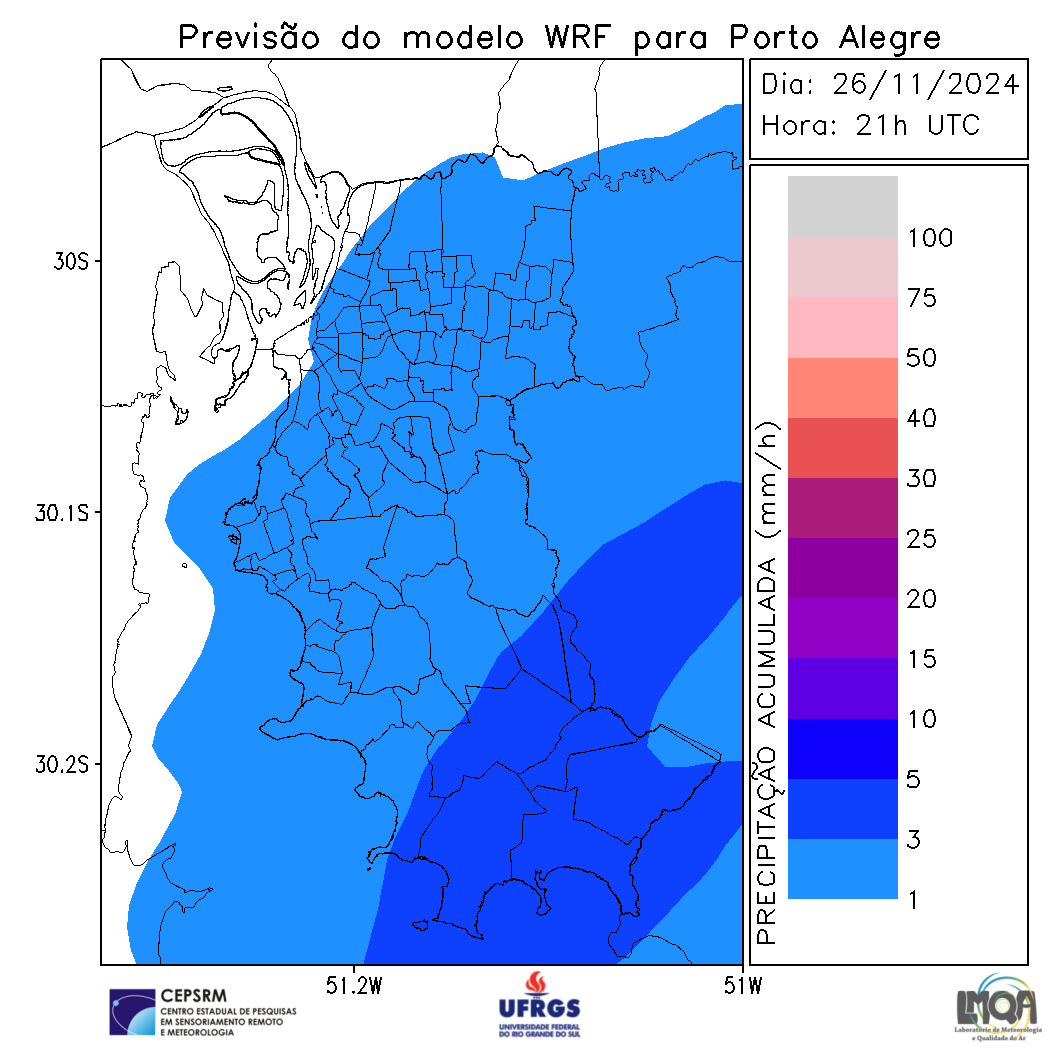 Previsão do modelo WRF para Porto Alegre
Dia: 26/11/2024
Hora: 21h UTC
30S
30.1S
30.2S
51.2W
51W
PRECIPITAÇÃO ACUMULADA (mm/h)
100
75
50
40
30
25
20
15
10
5
3
1
CEPSRM
CENTRO ESTADUAL DE PESQUISAS
EM SENSORIAMENTO REMOTO
E METEOROLOGIA
UFRGS
UNIVERSIDADE FEDERAL
DO RIO GRANDE DO SUL
LMQA
Laboratório de Meteorologia
e Qualidade do Ar